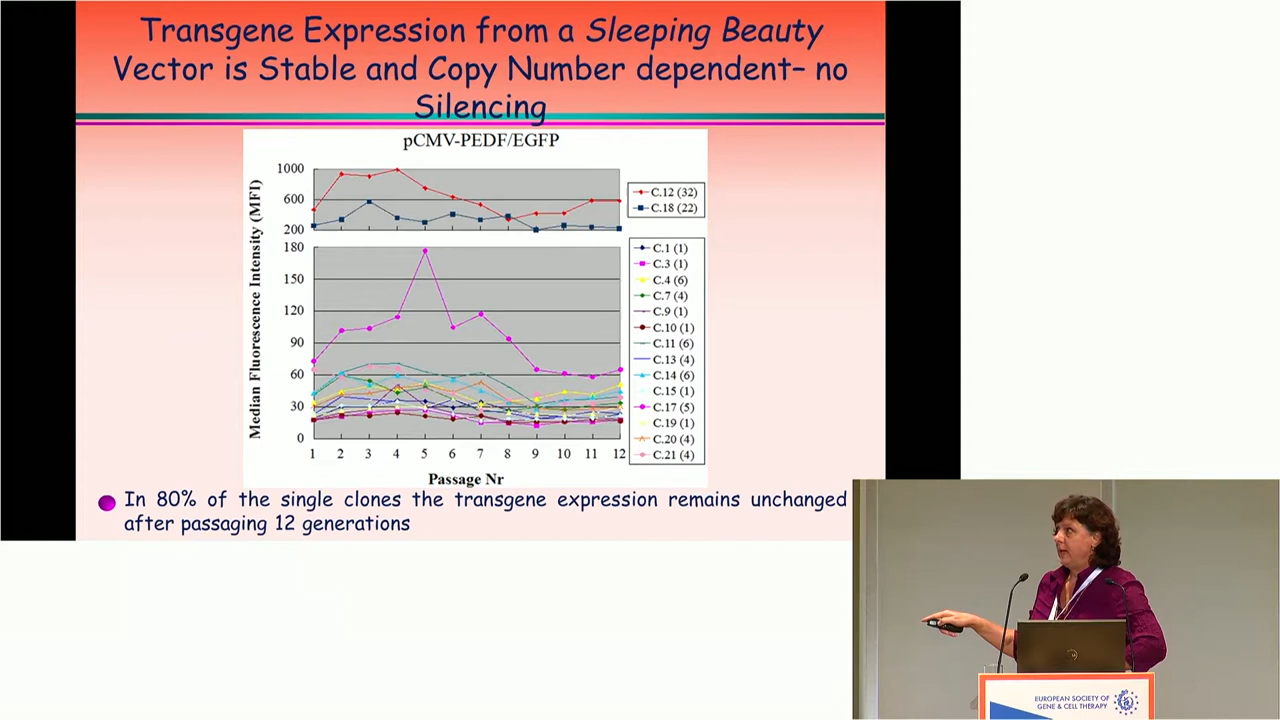 Transgene Expression from a Sleeping Beauty
Vector is Stable and Copy Number dependent– no
Silencing
pCMV-PEDF/EGFP
Median Fluorescence Intensity (MFI)
1000
600
200
180
150
120
90
60
30
0
1 2 3 4 5 6 7 8 9 10 11 12
Passage Nr
C.12 (32)
C.18 (22)
C.1 (1)
C.3 (1)
C.4 (6)
C.7 (4)
C.9 (1)
C.10 (1)
C.11 (6)
C.13 (4)
C.14 (6)
C.15 (1)
C.17 (5)
C.19 (1)
C.20 (4)
C.21 (4)
In 80% of the single clones the transgene expression remains unchanged
after passaging 12 generations
EUROPEAN SOCIETY OF
GENE & CELL THERAPY